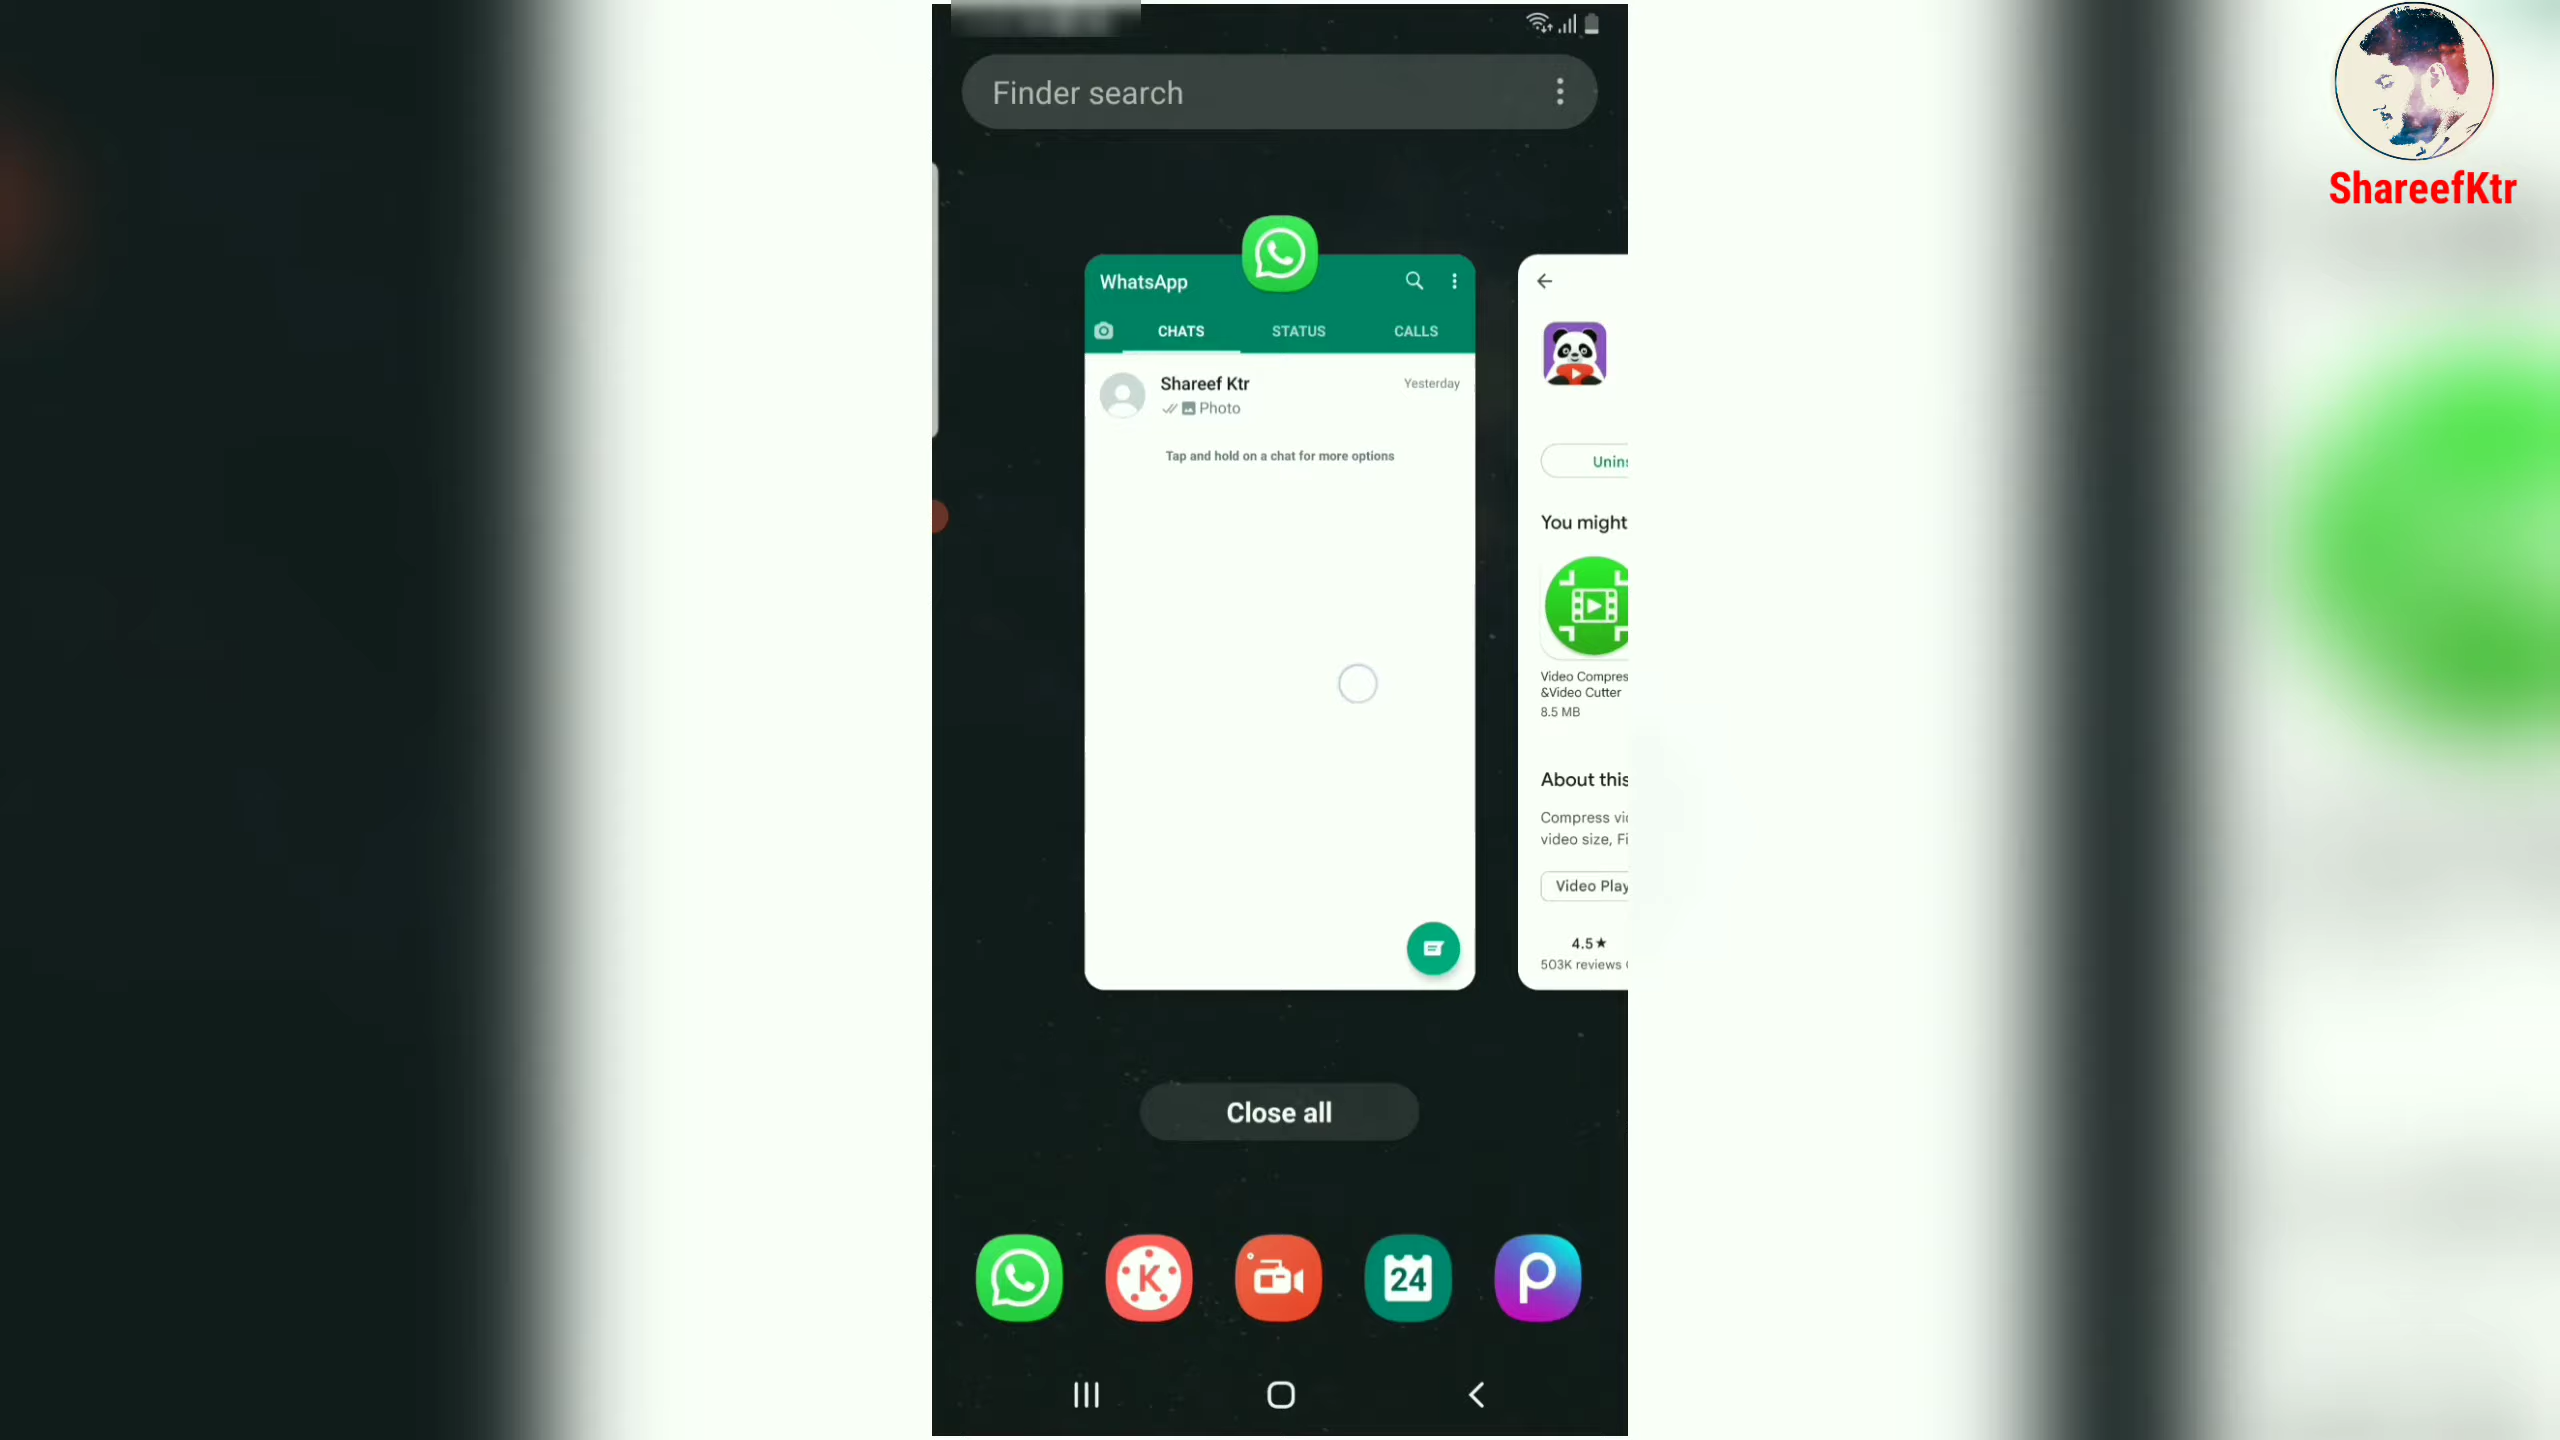 ShareefKtr
Finder search
WhatsApp
CHATS STATUS CALLS
Shareef Ktr Yesterday
Photo
Tap and hold on a chat for more options
Unins
You might
Video Compres
&Video Cutter
8.5 MB
About this
Compress vi
video size, Fi
Video Play
4.5★
503K reviews
Close all
K
24